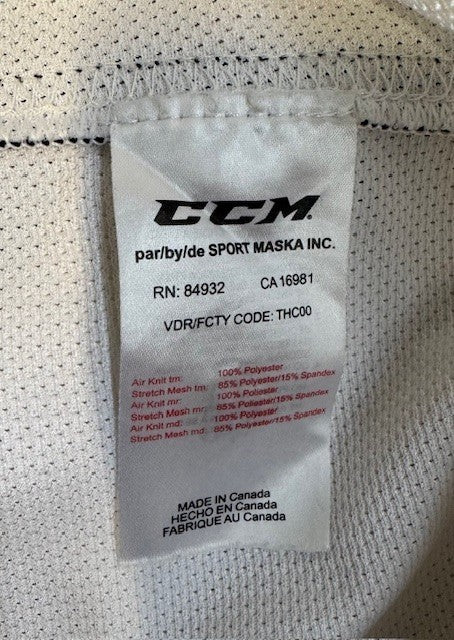 CCM
par/by/de SPORT MASKA INC.
RN: 84932 CA 16981
VDR/FCTY CODE: THC00
Air Knit tm: 100% Polyester
Stretch Mesh tm: 85% Polyester/15% Spandex
Air Knit mr: 100% Poliester
Stretch Mesh mr: 85% Poliester/15% Spandex
Air Knit md: 100% Polyester
Stretch Mesh md: 85% Polyester/15% Spandex
MADE IN Canada
HECHO EN Canada
FABRIQUE AU Canada